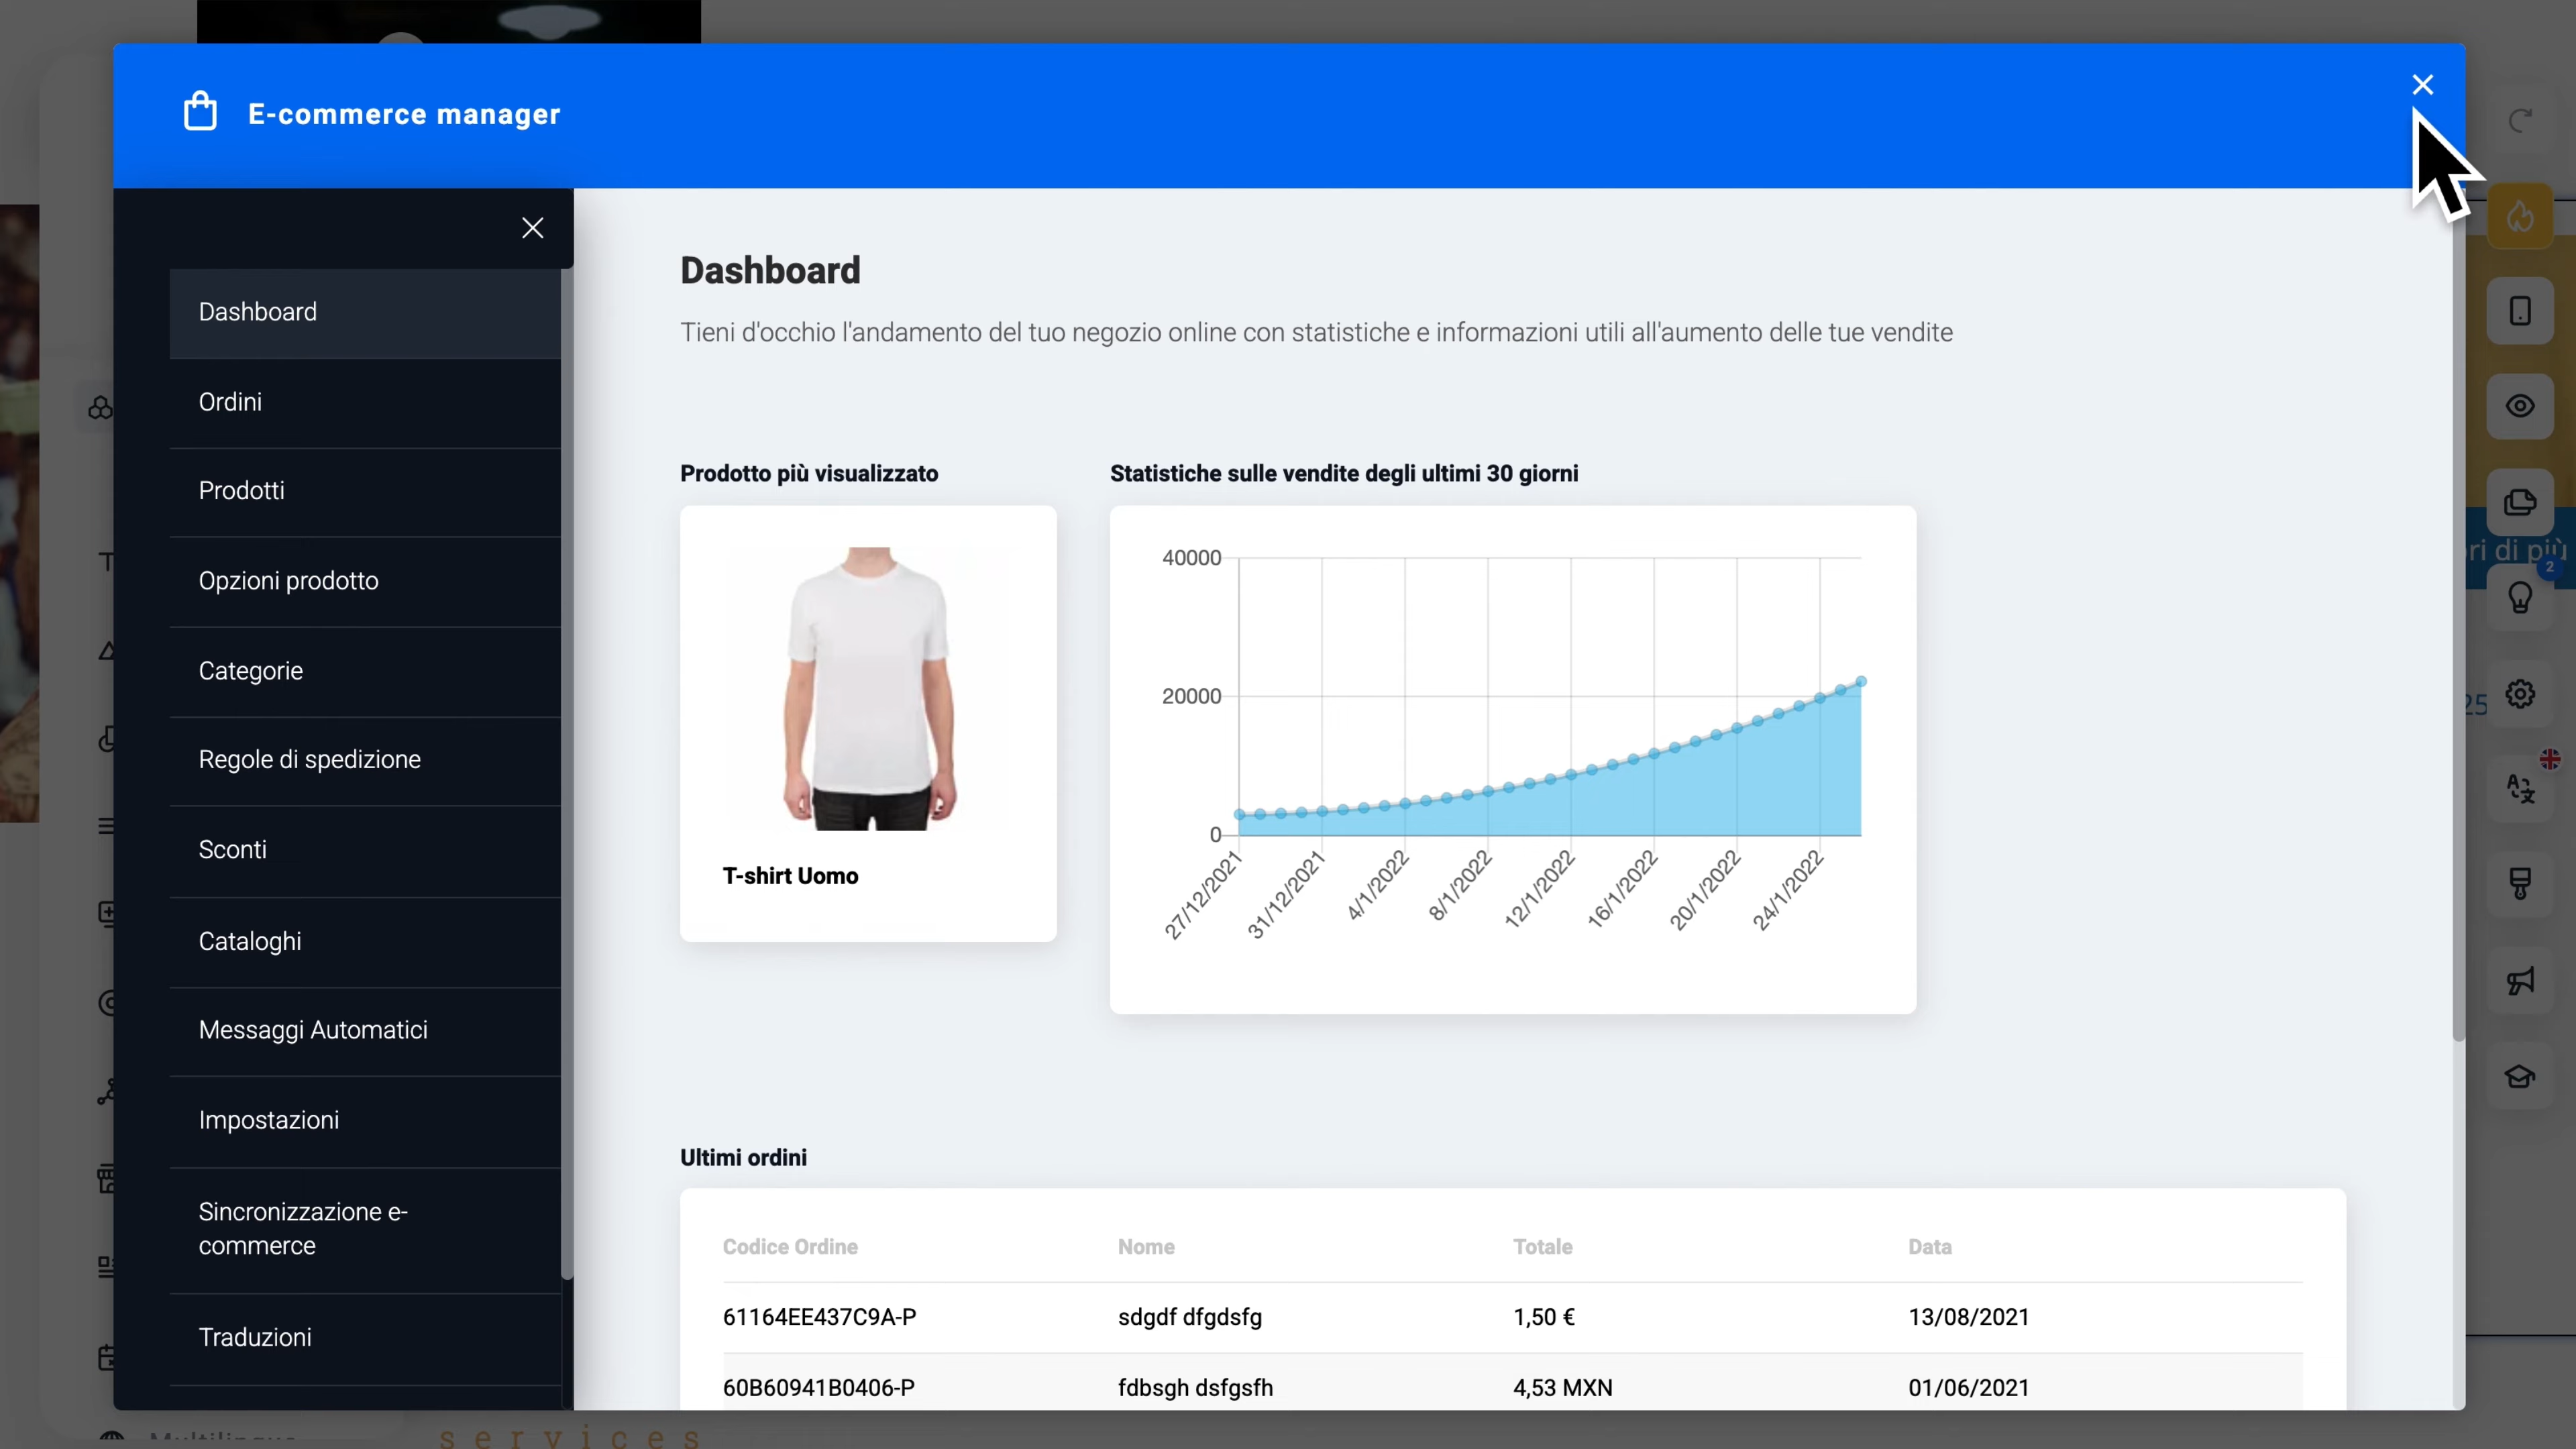 E-commerce manager
Dashboard
Ordini
Prodotti
Opzioni prodotto
Categorie
Regole di spedizione
Sconti
Cataloghi
Messaggi Automatici
Impostazioni
Sincronizzazione e-
commerce
Traduzioni
Dashboard
Tieni d'occhio l'andamento del tuo negozio online con statistiche e informazioni utili all'aumento delle tue vendite
Prodotto più visualizzato
T-shirt Uomo
Statistiche sulle vendite degli ultimi 30 giorni
40000
20000
0
27/12/2021
31/12/2021
4/1/2022
8/1/2022
12/1/2022
16/1/2022
20/1/2022
24/1/2022
Ultimi ordini
Codice Ordine Nome Totale Data
61164EE437C9A-P sdgdf dfgdsfg 1,50 € 13/08/2021
60B60941B0406-P fdbsgh dsfgsfh 4,53 MXN 01/06/2021
di più
2
25
services